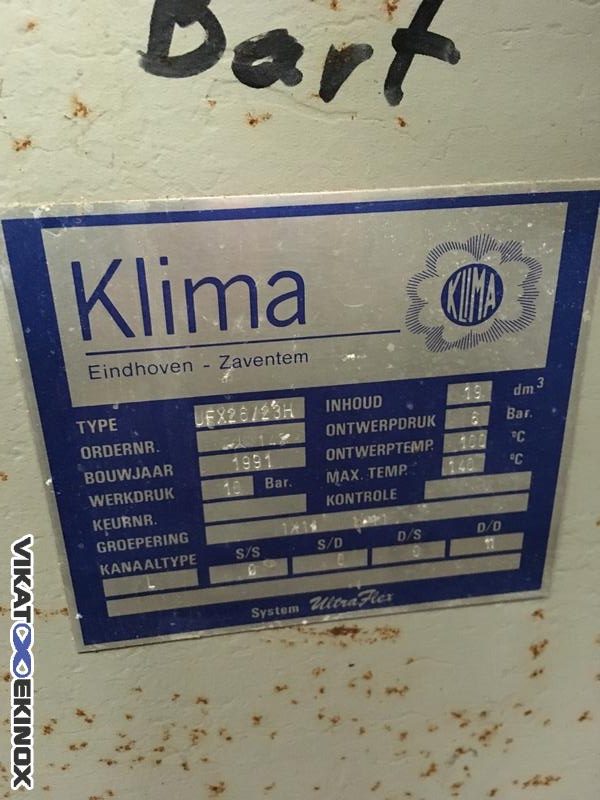 Bart
Klima
KLIMA
Eindhoven - Zaventem
TYPE UFX26/23H
ORDERNR.
BOUWJAAR 1991
WERKDRUK 10 Bar.
KEURNR.
GROEPERING
KANAALTYPE L
INHOUD 19 dm³
ONTWERPDRUK 6 Bar.
ONTWERPTEMP. 100 °C
MAX. TEMP. 140 °C
KONTROLE
S/S S/D D/S D/D
0 0 0 11
System UltraFlex
VIKATOO EKINOX